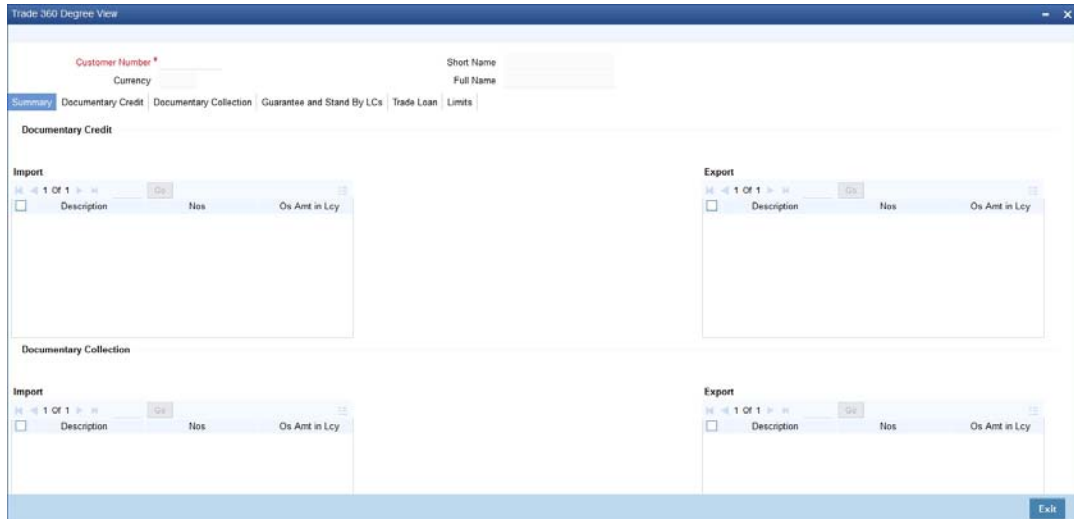 Trade 360 Degree View
Customer Number * Short Name
Currency Full Name
Summary Documentary Credit Documentary Collection Guarantee and Stand By LCs Trade Loan Limits
Documentary Credit
Import Export
1 Of 1 Go 1 Of 1 Go
Description Nos Os Amt in Lcy Description Nos Os Amt in Lcy
Documentary Collection
Import Export
1 Of 1 Go 1 Of 1 Go
Description Nos Os Amt in Lcy Description Nos Os Amt in Lcy
Exit